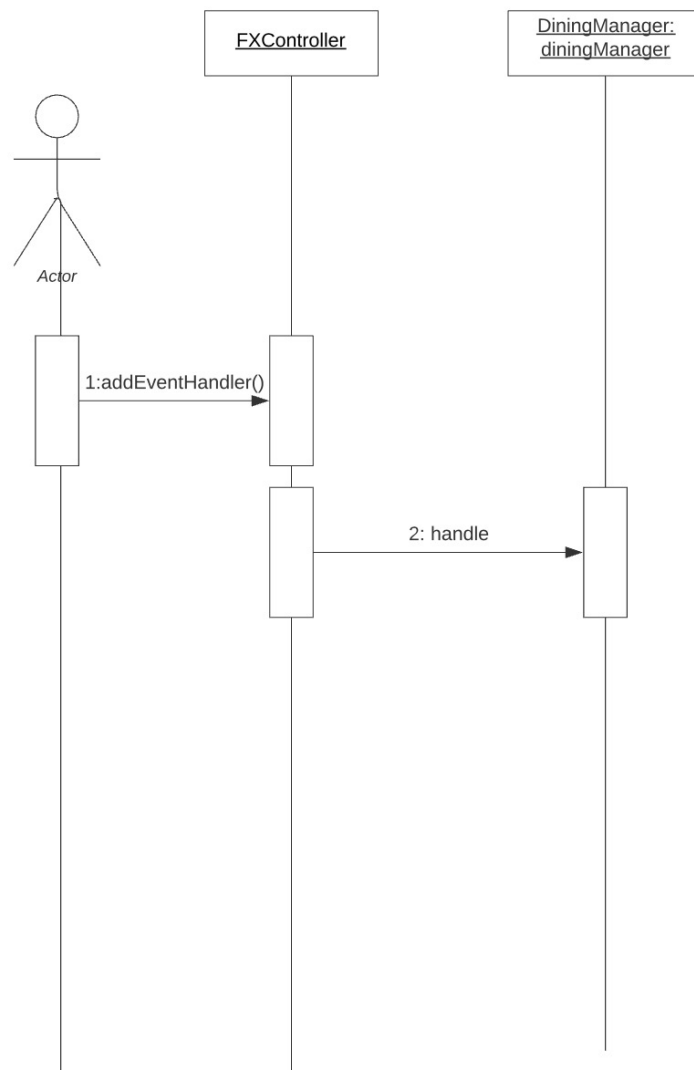 FXController
DiningManager:
diningManager
Actor
1:addEventHandler()
2: handle